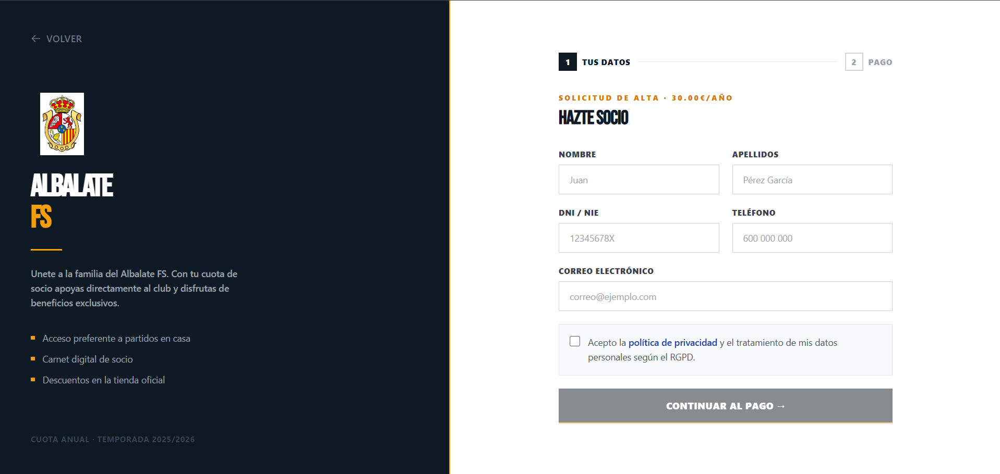 ← VOLVER
ALBALATE
FS
Unete a la familia del Albalate FS. Con tu cuota de
socio apoyas directamente al club y disfrutas de
beneficios exclusivos.
Acceso preferente a partidos en casa
Carnet digital de socio
Descuentos en la tienda oficial
CUOTA ANUAL · TEMPORADA 2025/2026
1 TUS DATOS
2 PAGO
SOLICITUD DE ALTA · 30.00€/AÑO
HAZTE SOCIO
NOMBRE
Juan
APELLIDOS
Pérez García
DNI / NIE
12345678X
TELÉFONO
600 000 000
CORREO ELECTRÓNICO
correo@ejemplo.com
Acepto la política de privacidad y el tratamiento de mis datos
personales según el RGPD.
CONTINUAR AL PAGO →